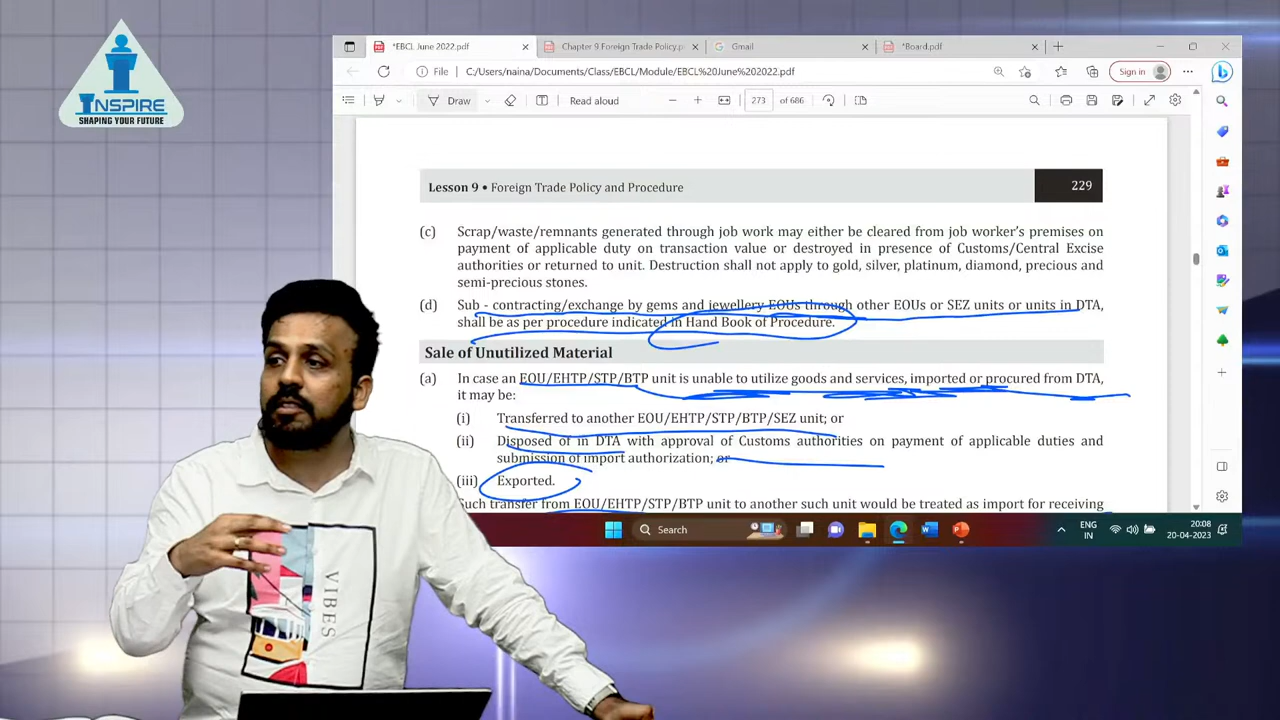 INSPIRE
SHAPING YOUR FUTURE
*EBCL June 2022.pdf
Chapter 9 Foreign Trade Policy.p
Gmail
*Board.pdf
File
C:/Users/naina/Documents/Class/EBCL/Module/EBCL%20June%202022.pdf
Sign in
Draw
Read aloud
273
of 686
Lesson 9 • Foreign Trade Policy and Procedure
229
(c) Scrap/waste/remnants generated through job work may either be cleared from job worker's premises on
payment of applicable duty on transaction value or destroyed in presence of Customs/Central Excise
authorities or returned to unit. Destruction shall not apply to gold, silver, platinum, diamond, precious and
semi-precious stones.
(d) Sub - contracting/exchange by gems and jewellery EOUs through other EOUs or SEZ units or units in DTA,
shall be as per procedure indicated in Hand Book of Procedure.
Sale of Unutilized Material
(a) In case an EOU/EHTP/STP/BTP unit is unable to utilize goods and services, imported or procured from DTA,
it may be:
(i) Transferred to another EOU/EHTP/STP/BTP/SEZ unit; or
(ii) Disposed of in DTA with approval of Customs authorities on payment of applicable duties and
submission of import authorization; or
(iii) Exported.
Such transfer from EOU/EHTP/STP/BTP unit to another such unit would be treated as import for receiving
Search
ENG
IN
20:08
20-04-2023
VIBES